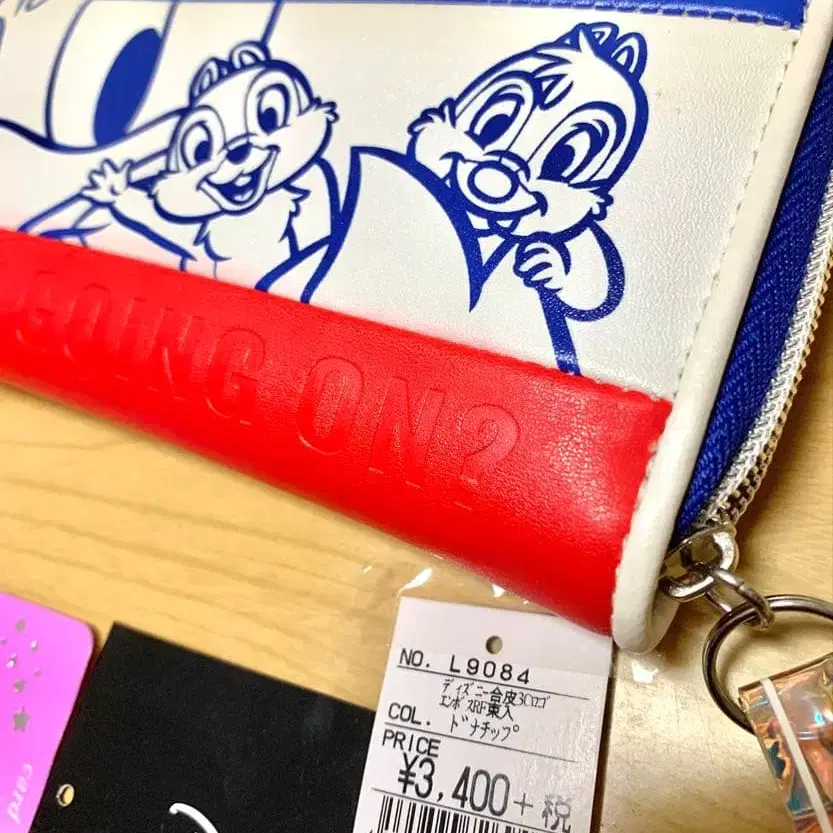 GOING ON?
NO. L9084
ディズニー合皮3Cロゴ
エンボスRF束入
COL. ドナチップ
PRICE
¥3,400+税
card